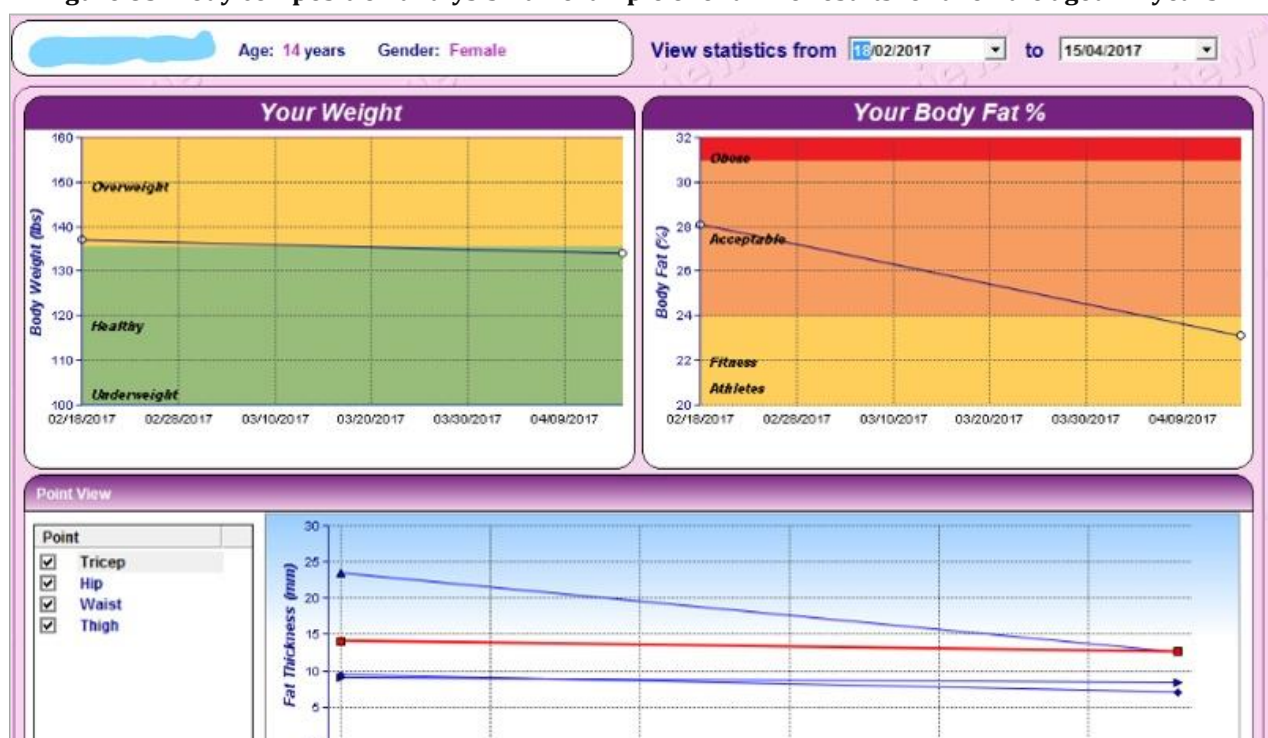 Age: 14 years Gender: Female
View statistics from 18/02/2017 to 15/04/2017
Your Weight
160
150
140
130
120
110
100
Body Weight (lbs)
Overweight
Healthy
Underweight
02/18/2017 02/28/2017 03/10/2017 03/20/2017 03/30/2017 04/09/2017
Your Body Fat %
32
30
28
26
24
22
20
Body Fat (%)
Obese
Acceptable
Fitness
Athletes
02/18/2017 02/28/2017 03/10/2017 03/20/2017 03/30/2017 04/09/2017
Point View
Point
Tricep
Hip
Waist
Thigh
30
25
20
15
10
5
Fat Thickness (mm)